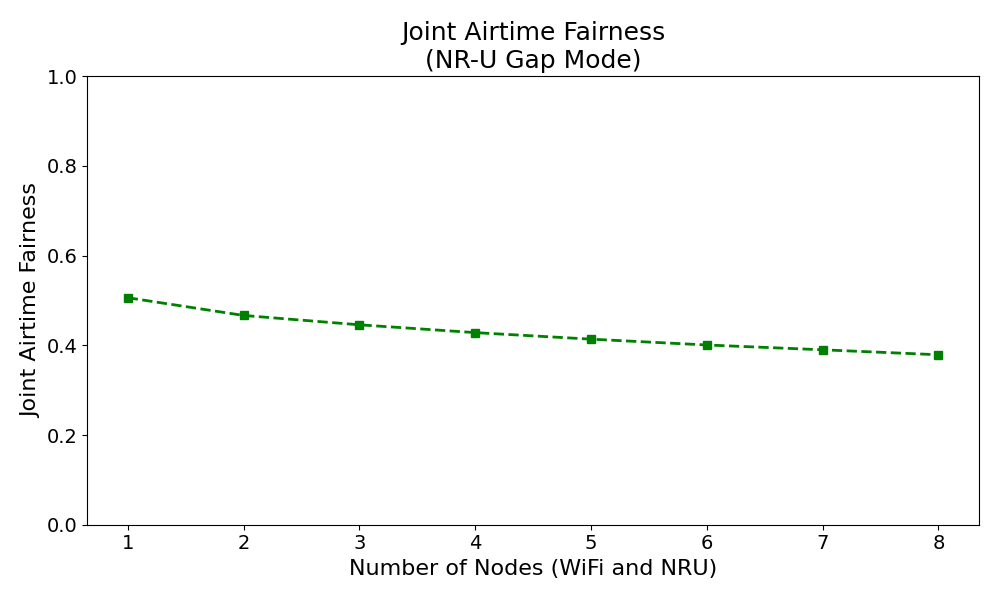 Joint Airtime Fairness
(NR-U Gap Mode)
1.0
0.8
0.6
0.4
0.2
0.0
Joint Airtime Fairness
1 2 3 4 5 6 7 8
Number of Nodes (WiFi and NRU)